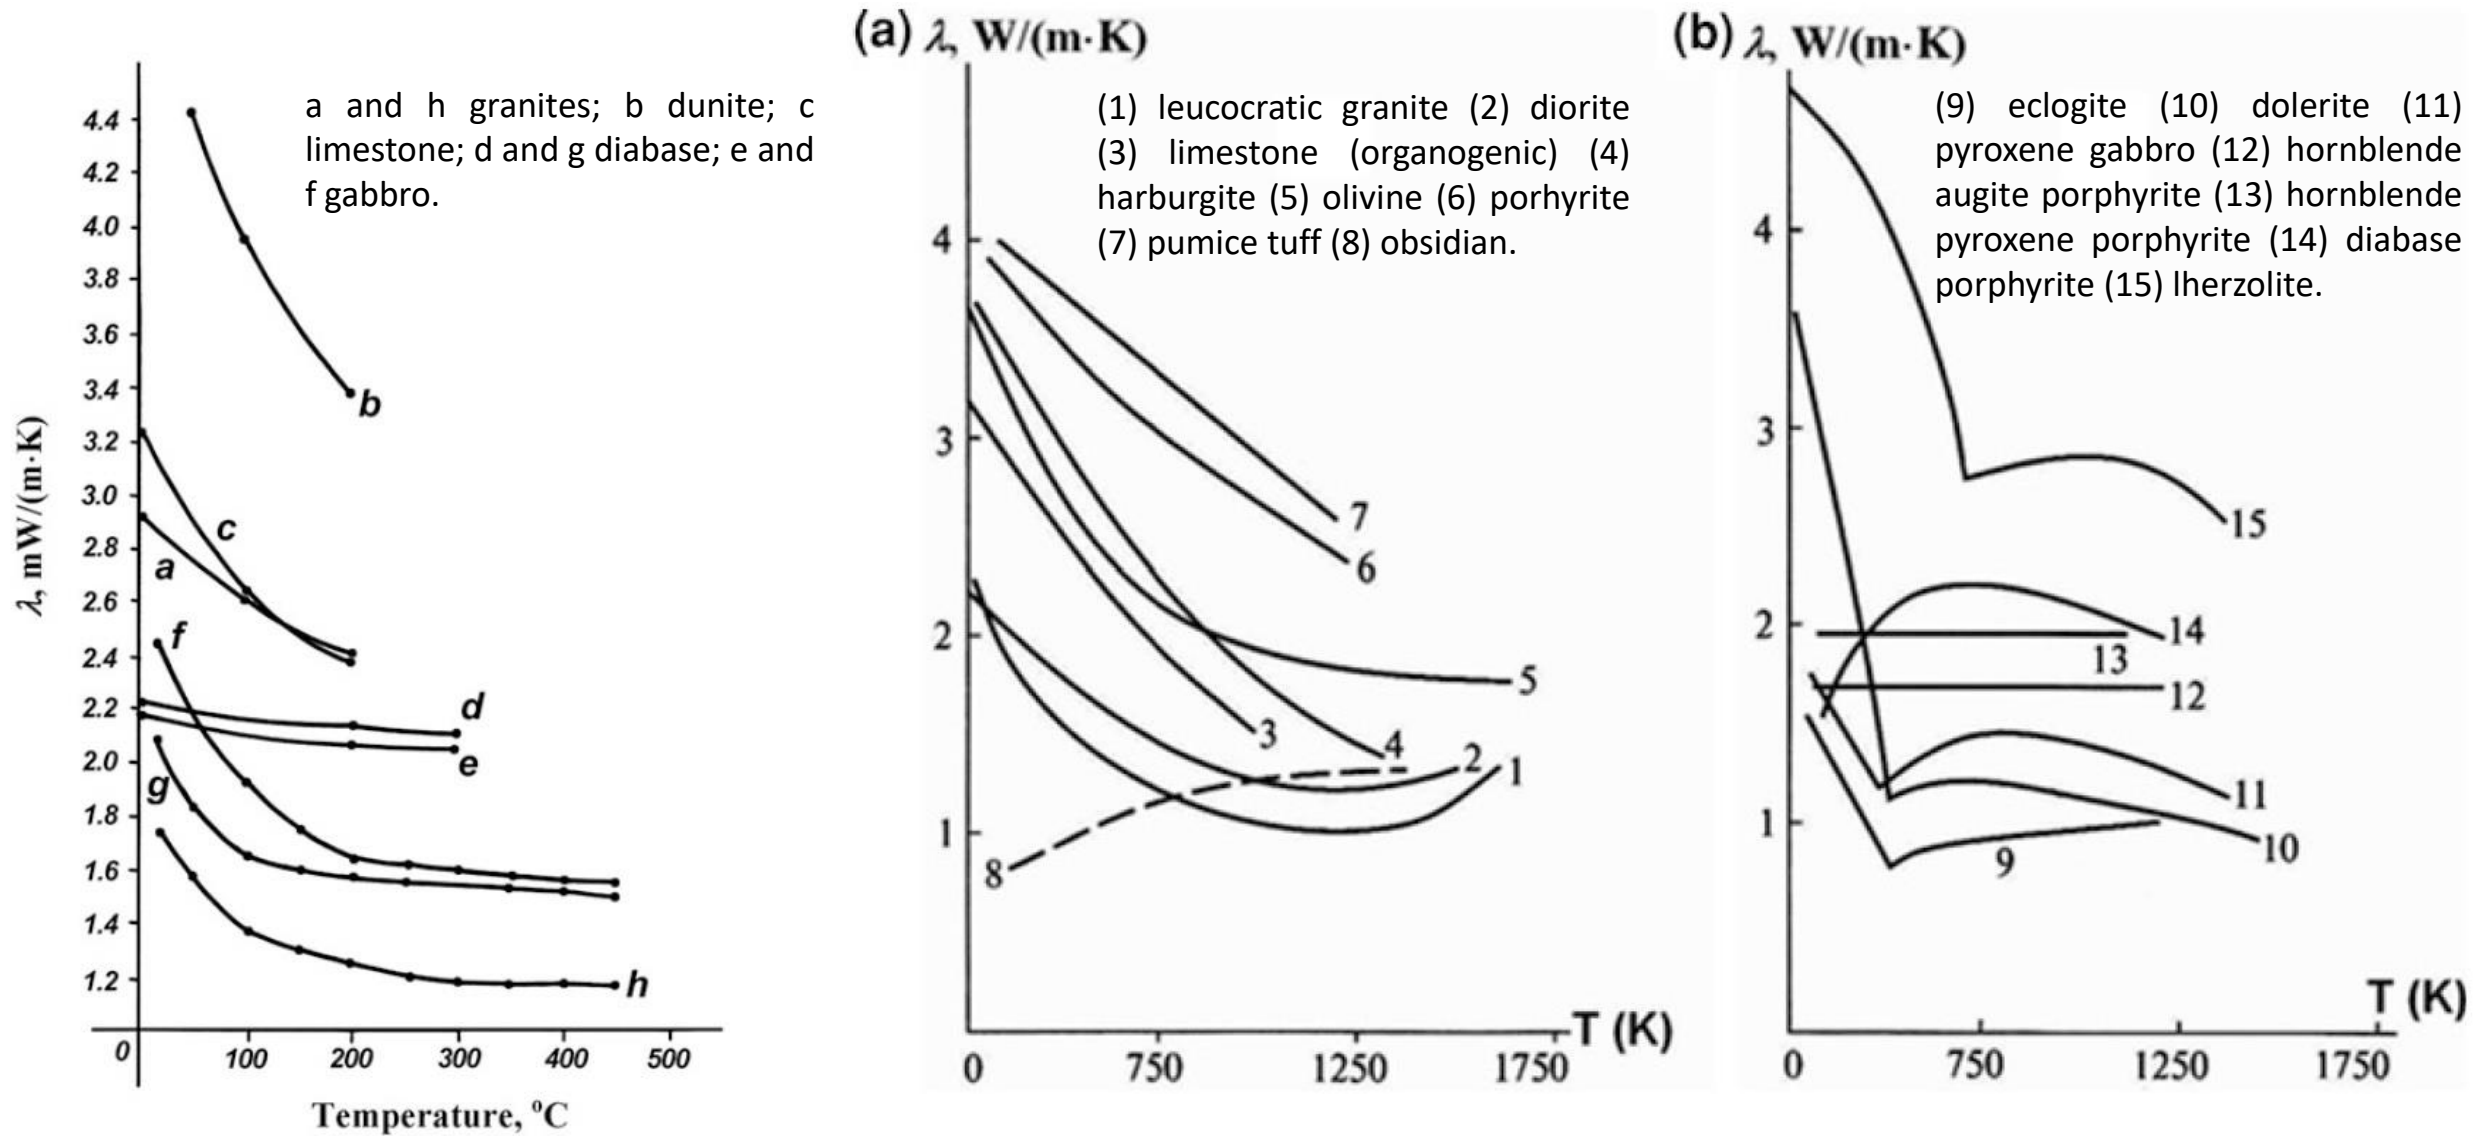 a and h granites; b dunite; c
limestone; d and g diabase; e and
f gabbro.
λ, mW/(m·K)
4.4
4.2
4.0
3.8
3.6
3.4
3.2
3.0
2.8
2.6
2.4
2.2
2.0
1.8
1.6
1.4
1.2
b
c
a
f
d
e
g
h
0 100 200 300 400 500
Temperature, °C
(a) λ, W/(m·K)
(1) leucocratic granite (2) diorite
(3) limestone (organogenic) (4)
harburgite (5) olivine (6) porhyrite
(7) pumice tuff (8) obsidian.
4
3
2
1
7
6
5
3
4
2
1
8
T (K)
0 750 1250 1750
(b) λ, W/(m·K)
(9) eclogite (10) dolerite (11)
pyroxene gabbro (12) hornblende
augite porphyrite (13) hornblende
pyroxene porphyrite (14) diabase
porphyrite (15) lherzolite.
4
3
2
1
15
14
13
12
11
10
9
T (K)
0 750 1250 1750